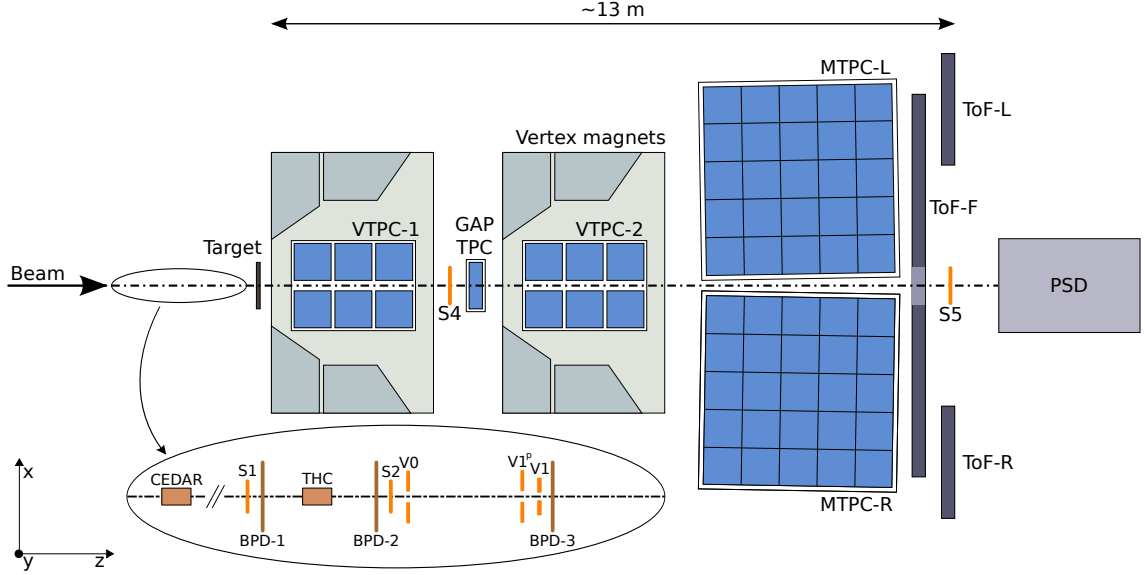 ~13 m
MTPC-L
ToF-L
Vertex magnets
ToF-F
VTPC-1
GAP
TPC
VTPC-2
Target
Beam
S4
S5
PSD
x
y
z
CEDAR
S1
THC
S2
V0
V1ᵖ
V1
BPD-1
BPD-2
BPD-3
MTPC-R
ToF-R